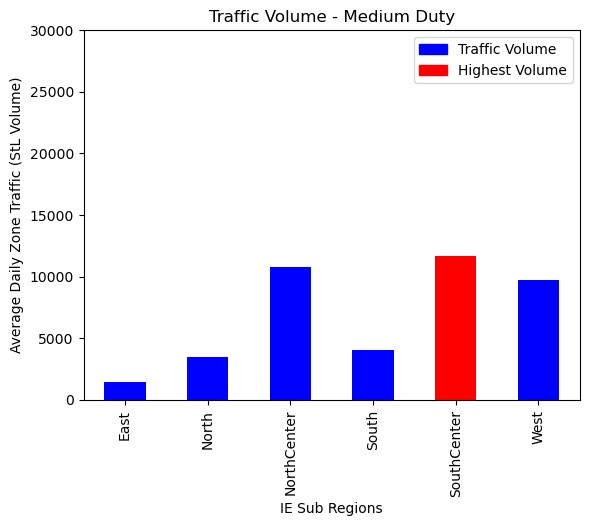 Traffic Volume - Medium Duty
Traffic Volume
Highest Volume
Average Daily Zone Traffic (StL Volume)
30000
25000
20000
15000
10000
5000
0
East
North
NorthCenter
South
SouthCenter
West
IE Sub Regions